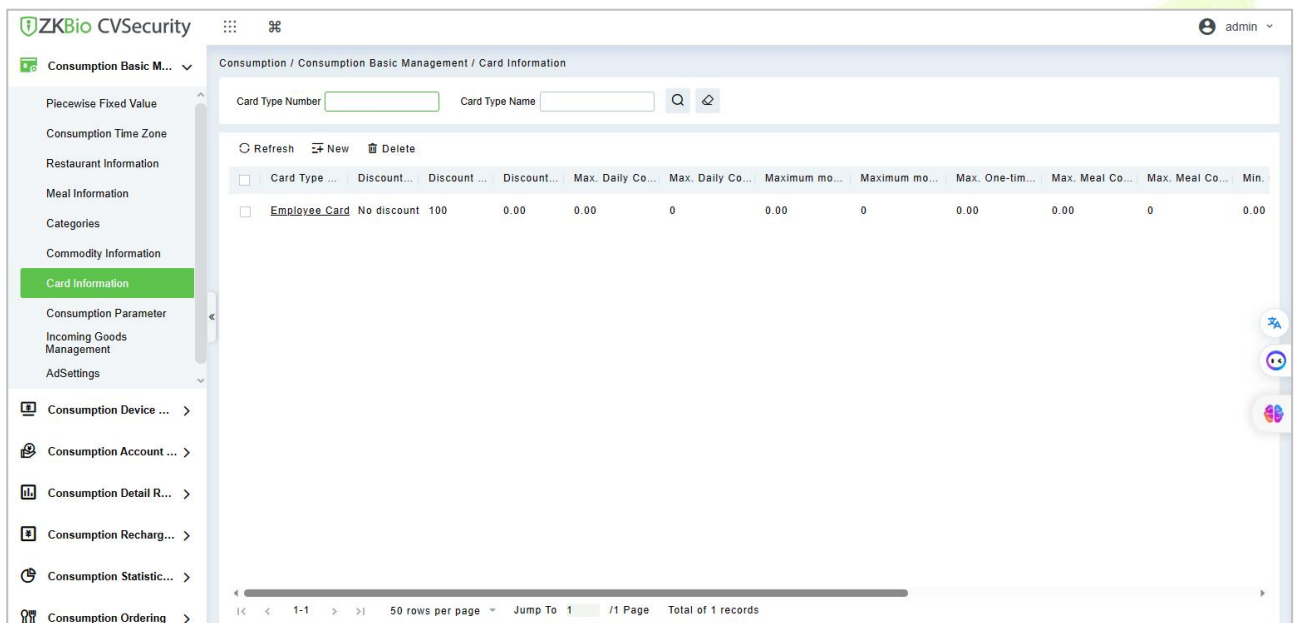 ZKBio CVSecurity
admin
Consumption Basic M...
Piecewise Fixed Value
Consumption Time Zone
Restaurant Information
Meal Information
Categories
Commodity Information
Card Information
Consumption Parameter
Incoming Goods
Management
AdSettings
Consumption Device ...
Consumption Account ...
Consumption Detail R...
Consumption Recharg...
Consumption Statistic...
Consumption Ordering
Consumption / Consumption Basic Management / Card Information
Card Type Number Card Type Name
Refresh New Delete
Card Type ... Discount... Discount ... Discount... Max. Daily Co... Max. Daily Co... Maximum mo... Maximum mo... Max. One-tim... Max. Meal Co... Max. Meal Co... Min.
Employee Card No discount 100 0.00 0.00 0 0.00 0 0.00 0.00 0 0.00
1-1 50 rows per page Jump To 1 /1 Page Total of 1 records